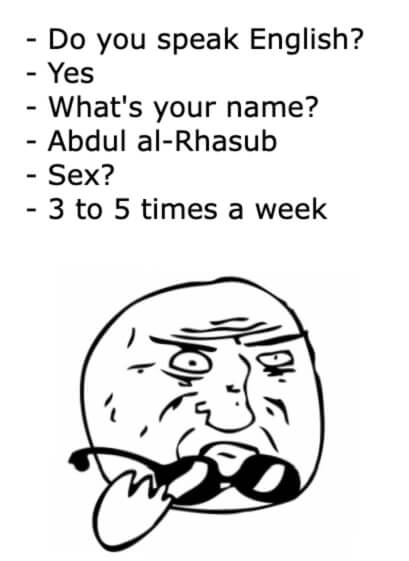 - Do you speak English?
- Yes
- What's your name?
- Abdul al-Rhasub
- Sex?
- 3 to 5 times a week